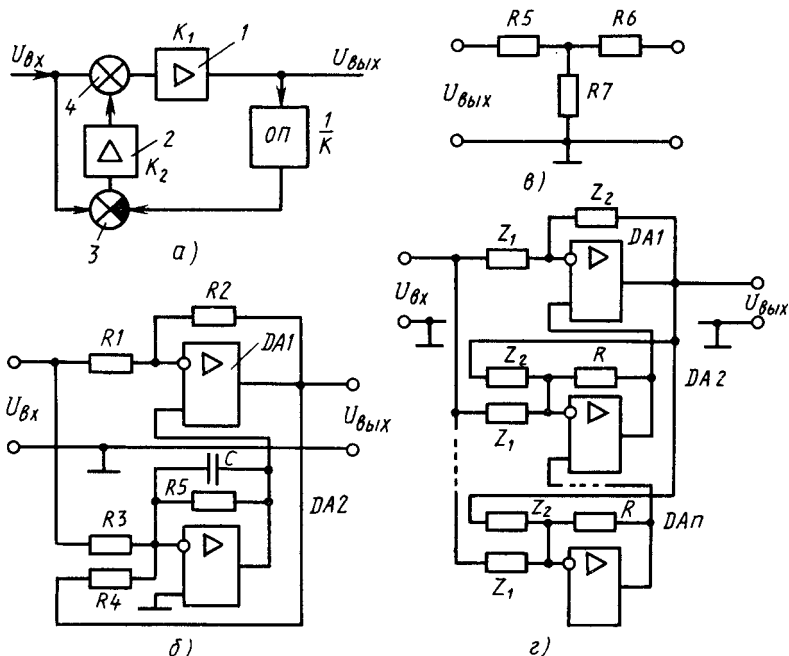 Uвх
K1
1
Uвых
4
ОП
1/K
2
K2
3
а)
R5
R6
R7
Uвых
в)
R2
R1
DA1
Uвх
Uвых
C
R5
DA2
R3
R4
б)
Z2
Z1
DA1
Uвх
Uвых
Z2
R
DA2
Z1
Z2
R
DAn
Z1
г)